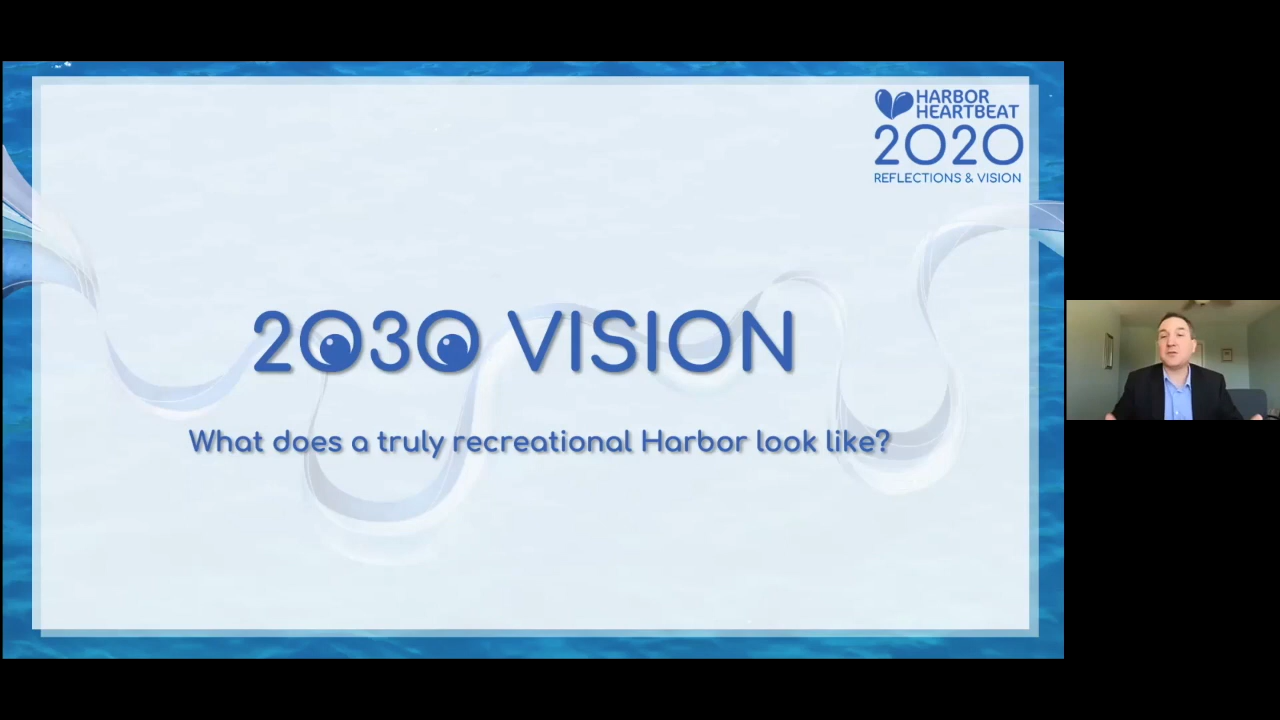 HARBOR
HEARTBEAT
2020
REFLECTIONS & VISION
2030 VISION
What does a truly recreational Harbor look like?